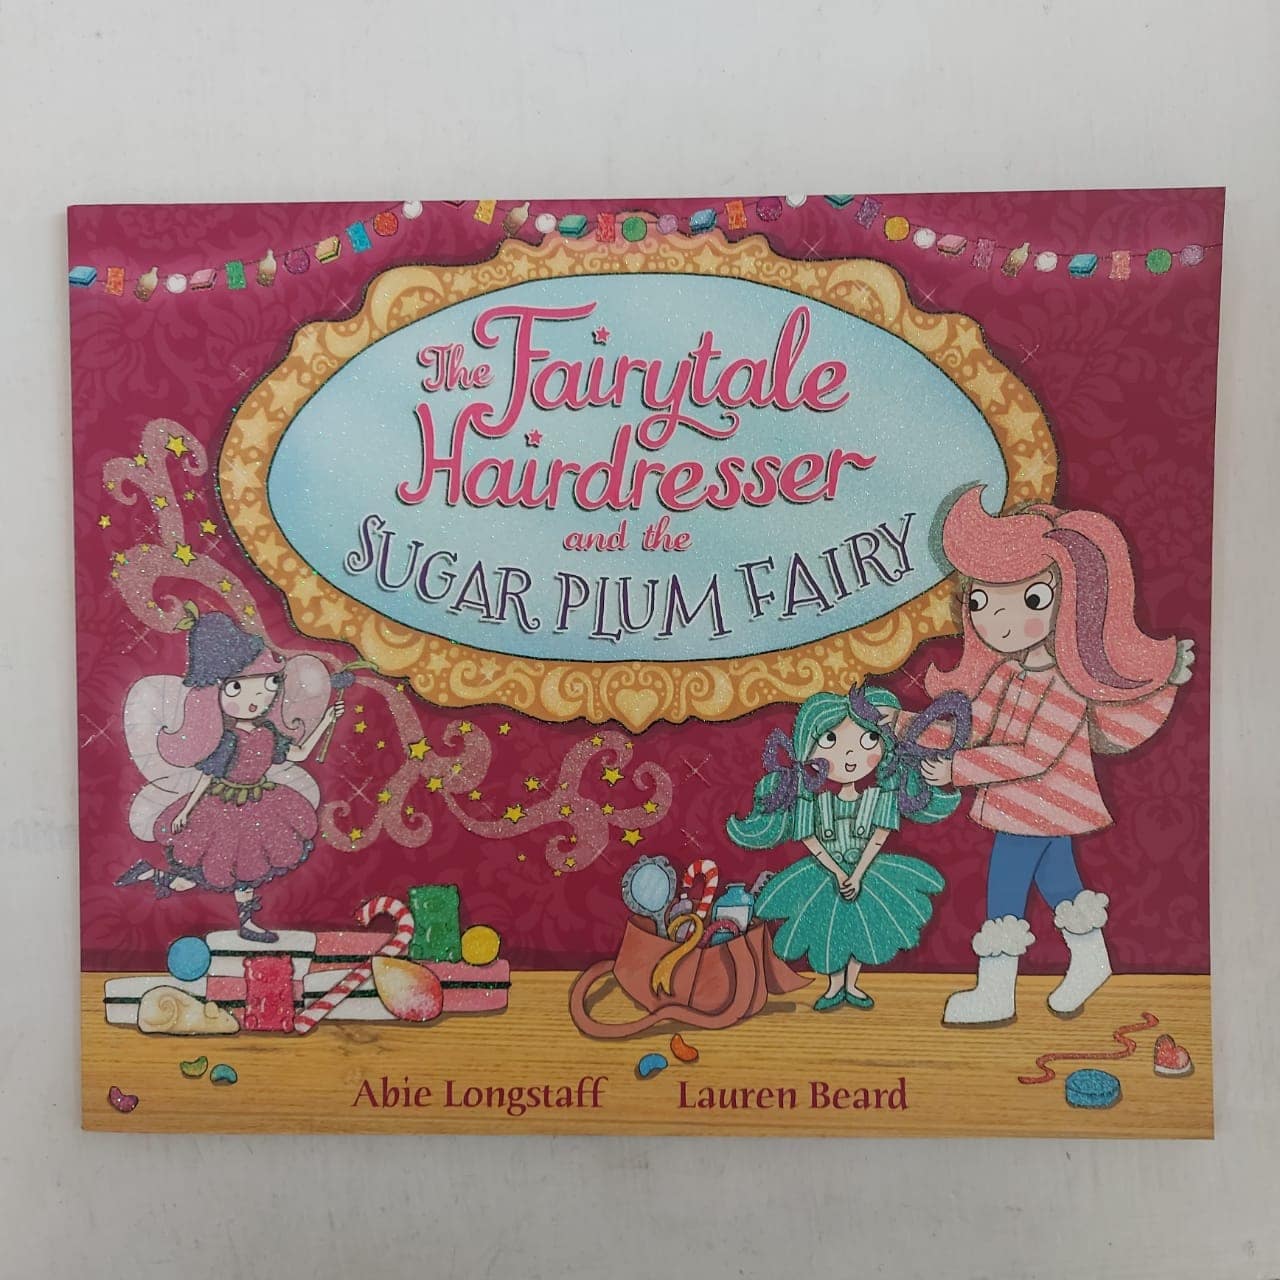 The Fairytale
Hairdresser
and the
SUGAR PLUM FAIRY
Abie Longstaff Lauren Beard